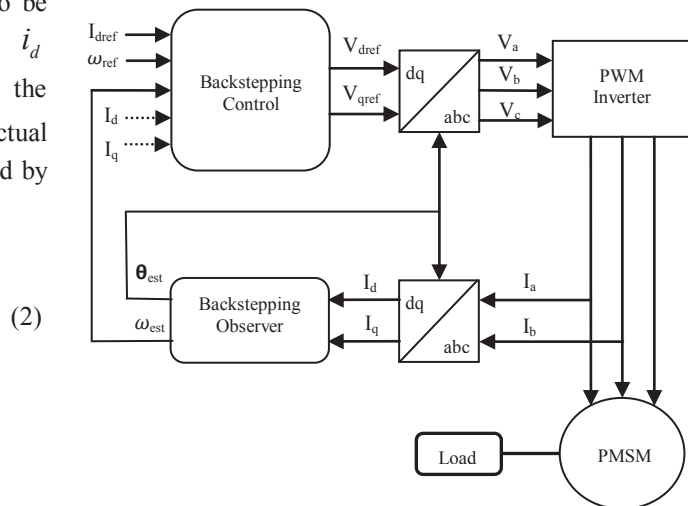 o be
i_d
the
ctual
d by
(2)
I_dref
ω_ref
I_d
I_q
Backstepping
Control
V_dref
V_qref
dq
abc
V_a
V_b
V_c
PWM
Inverter
θ_est
ω_est
Backstepping
Observer
I_d
I_q
dq
abc
I_a
I_b
Load
PMSM